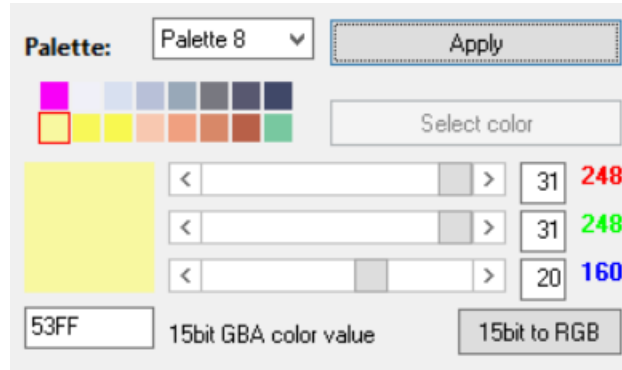 Palette:
Palette 8
Apply
Select color
31
248
31
248
20
160
53FF
15bit GBA color value
15bit to RGB